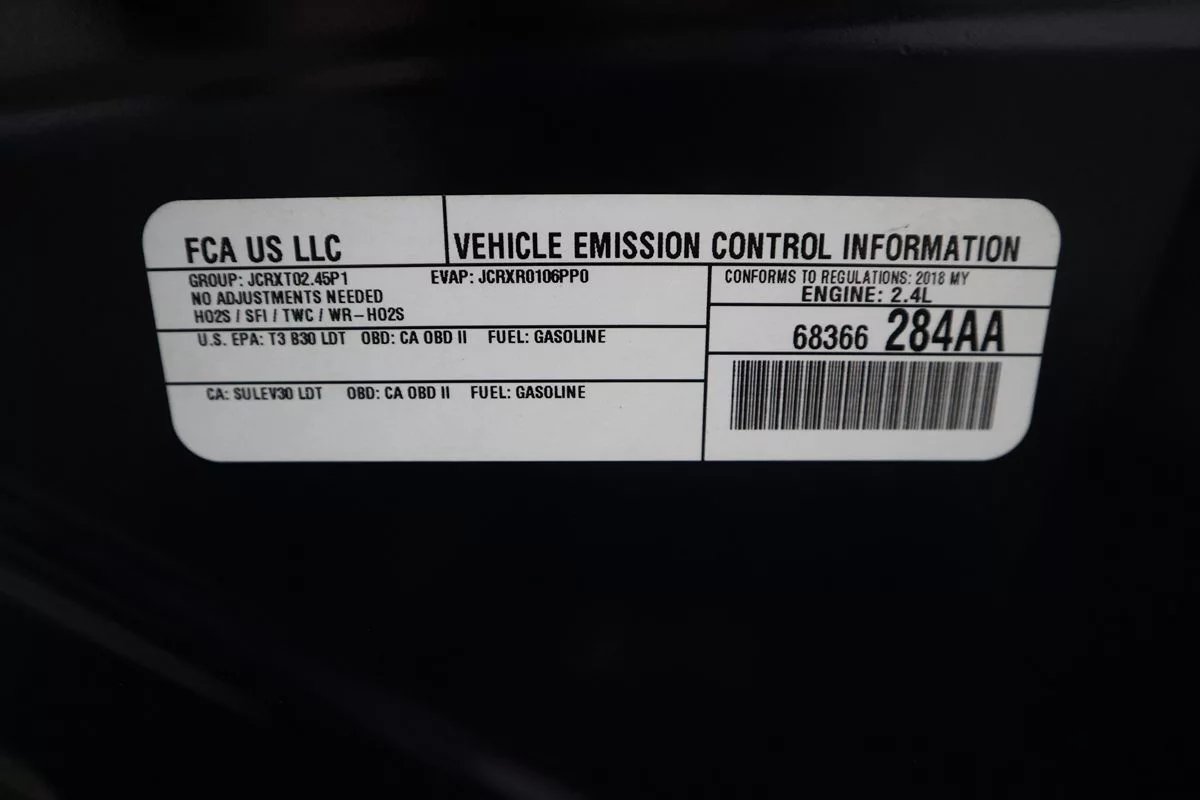 FCA US LLC
VEHICLE EMISSION CONTROL INFORMATION
GROUP: JCRXT02.45P1 EVAP: JCRXR0106PP0
NO ADJUSTMENTS NEEDED
HO2S / SFI / TWC / WR-HO2S
U.S. EPA: T3 B30 LDT OBD: CA OBD II FUEL: GASOLINE
CA: SULEV30 LDT OBD: CA OBD II FUEL: GASOLINE
CONFORMS TO REGULATIONS: 2018 MY
ENGINE: 2.4L
68366 284AA